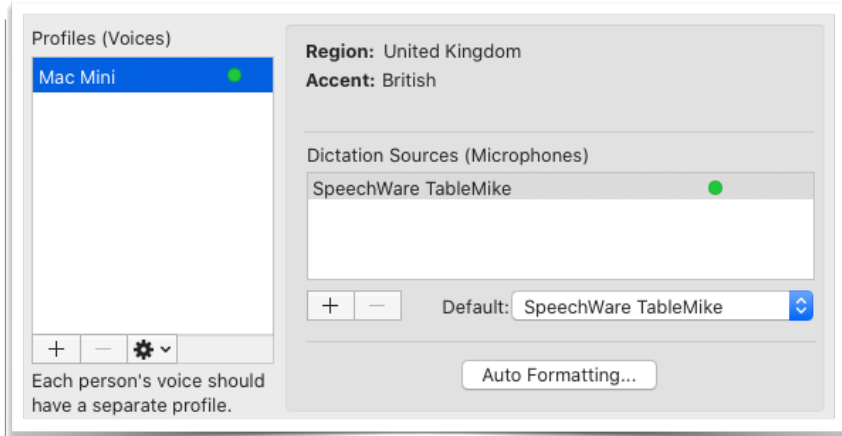 Profiles (Voices)
Mac Mini
Each person's voice should
have a separate profile.
Region: United Kingdom
Accent: British
Dictation Sources (Microphones)
SpeechWare TableMike
Default: SpeechWare TableMike
Auto Formatting...